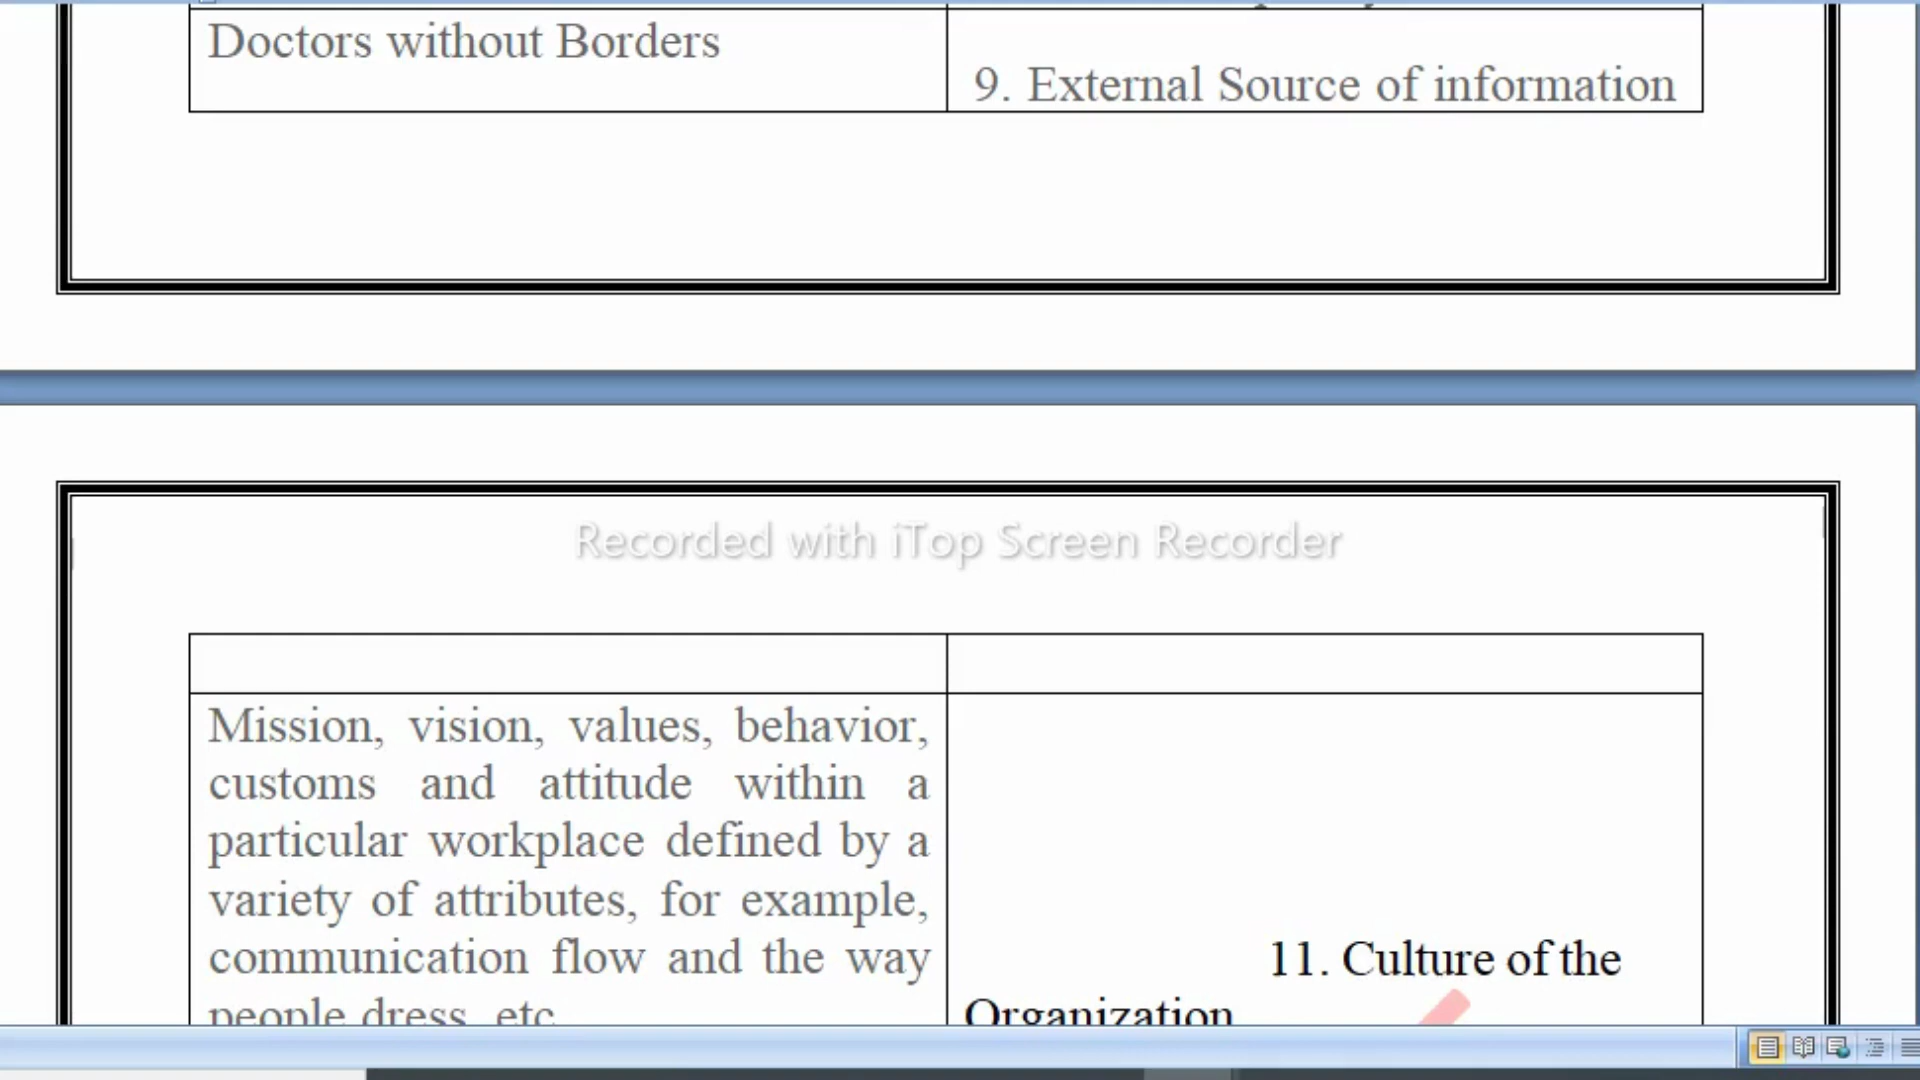 Doctors without Borders
9. External Source of information
Recorded with iTop Screen Recorder
Mission, vision, values, behavior,
customs and attitude within a
particular workplace defined by a
variety of attributes, for example,
communication flow and the way
people dress, etc
11. Culture of the
Organization